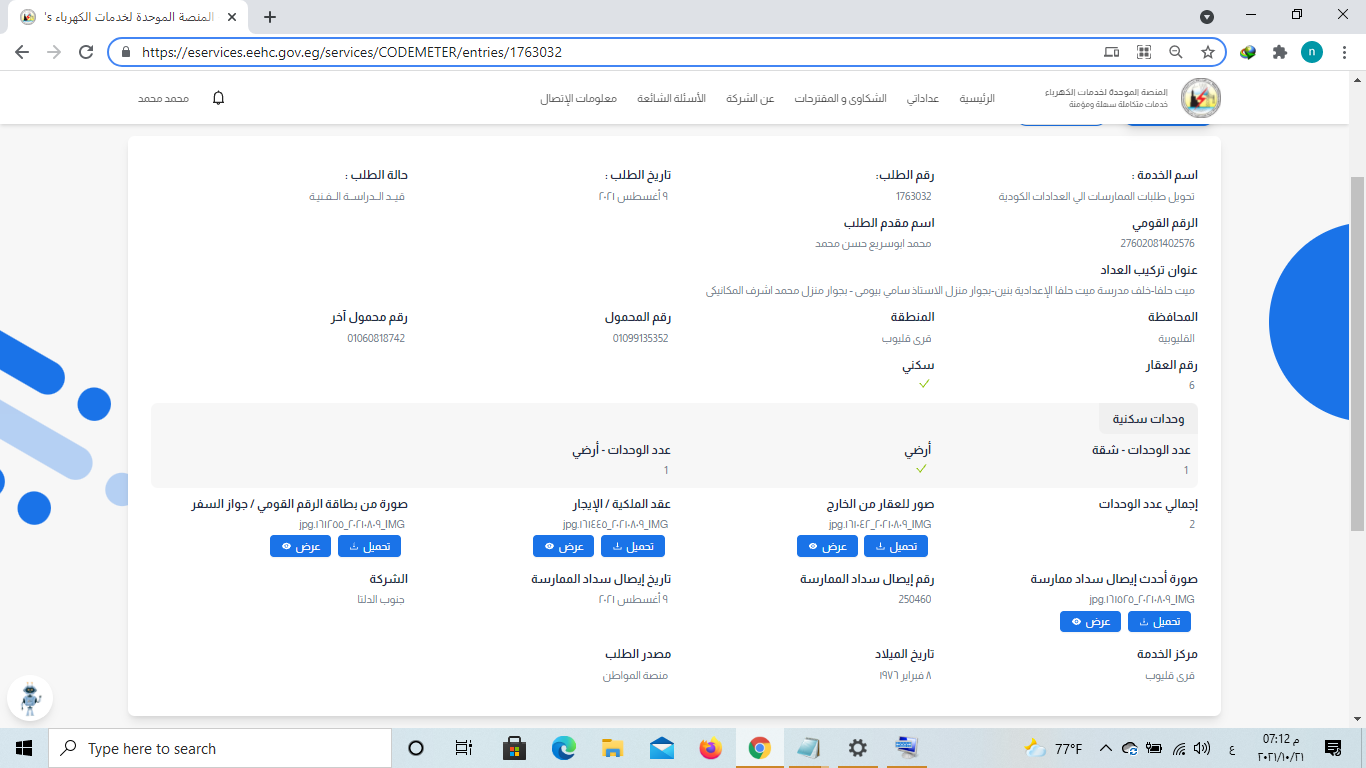 المنصة الموحدة لخدمات الكهرباء s'
https://eservices.eehc.gov.eg/services/CODEMETER/entries/1763032
n
المنصة الموحدة لخدمات الكهرباء
خدمات متكاملة سهلة ومؤمنة
الرئيسية عداداتي الشكاوى و المقترحات عن الشركة الأسئلة الشائعة معلومات الإتصال
محمد محمد
اسم الخدمة : رقم الطلب: تاريخ الطلب : حالة الطلب :
تحويل طلبات الممارسات الي العدادات الكودية 1763032 ٩ أغسطس ٢٠٢١ قيـد الـدراسـة الـفـنـية
الرقم القومي اسم مقدم الطلب
27602081402576 محمد ابوسريع حسن محمد
عنوان تركيب العداد
ميت حلفا-خلف مدرسة ميت حلفا الإعدادية بنين-بجوار منزل الاستاذ سامي بيومى - بجوار منزل محمد اشرف المكانيكى
المحافظة المنطقة رقم المحمول رقم محمول آخر
القليوبية قرى قليوب 01099135352 01060818742
رقم العقار سكني
6
وحدات سكنية
عدد الوحدات - شقة أرضي عدد الوحدات - أرضي
1 1
إجمالي عدد الوحدات صور للعقار من الخارج عقد الملكية / الإيجار صورة من بطاقة الرقم القومي / جواز السفر
2 IMG_٢٠٢١٠٨٠٩_١٦١٠٤٢.jpg IMG_٢٠٢١٠٨٠٩_١٦١٤٤٥.jpg IMG_٢٠٢١٠٨٠٩_١٦١٢٥٥.jpg
تحميل عرض تحميل عرض تحميل عرض
صورة أحدث إيصال سداد ممارسة رقم إيصال سداد الممارسة تاريخ إيصال سداد الممارسة الشركة
IMG_٢٠٢١٠٨٠٩_١٦١٥٢٥.jpg 250460 ٩ أغسطس ٢٠٢١ جنوب الدلتا
تحميل عرض
مركز الخدمة تاريخ الميلاد مصدر الطلب
قرى قليوب ٨ فبراير ١٩٧٦ منصة المواطن
Type here to search
77°F
ع
07:12 م
٢٠٢١/١٠/٢١